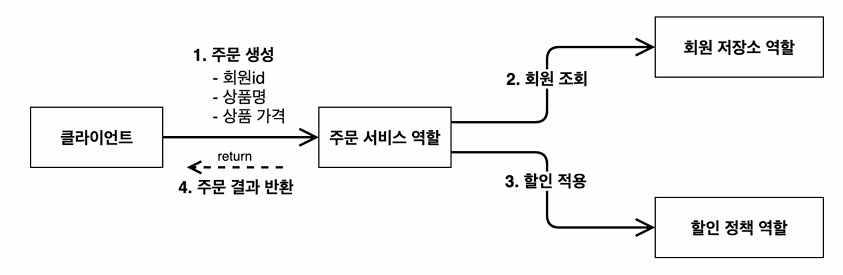 1. 주문 생성
- 회원id
- 상품명
- 상품 가격
클라이언트
주문 서비스 역할
return
4. 주문 결과 반환
2. 회원 조회
회원 저장소 역할
3. 할인 적용
할인 정책 역할